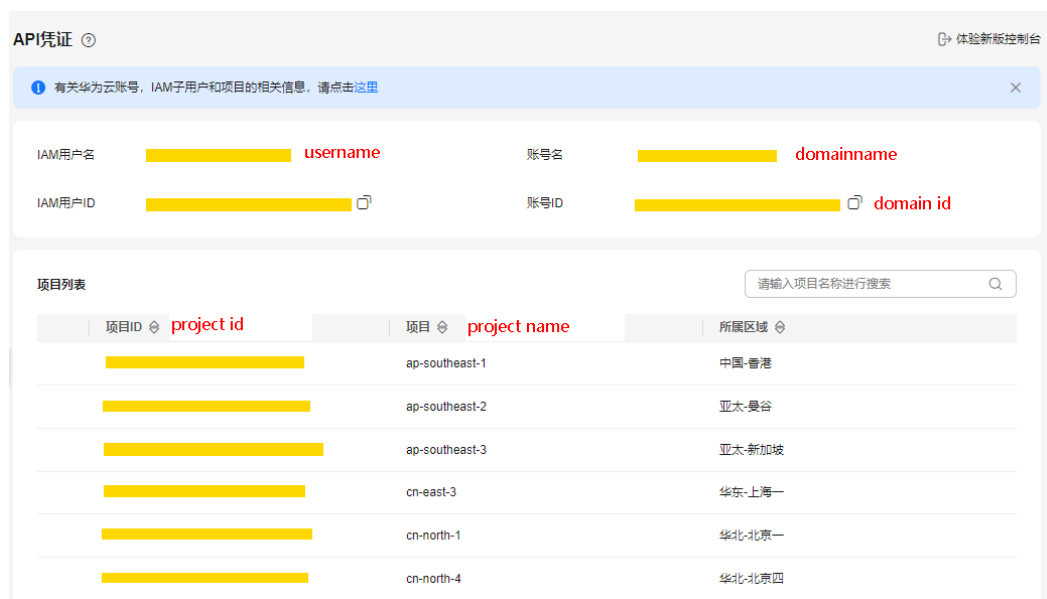 API凭证
体验新版控制台
有关华为云账号，IAM子用户和项目的相关信息，请点击这里
IAM用户名 username 账号名 domainname
IAM用户ID 账号ID domain id
项目列表
请输入项目名称进行搜索
项目ID project id 项目 project name 所属区域
ap-southeast-1 中国-香港
ap-southeast-2 亚太-曼谷
ap-southeast-3 亚太-新加坡
cn-east-3 华东-上海一
cn-north-1 华北-北京一
cn-north-4 华北-北京四